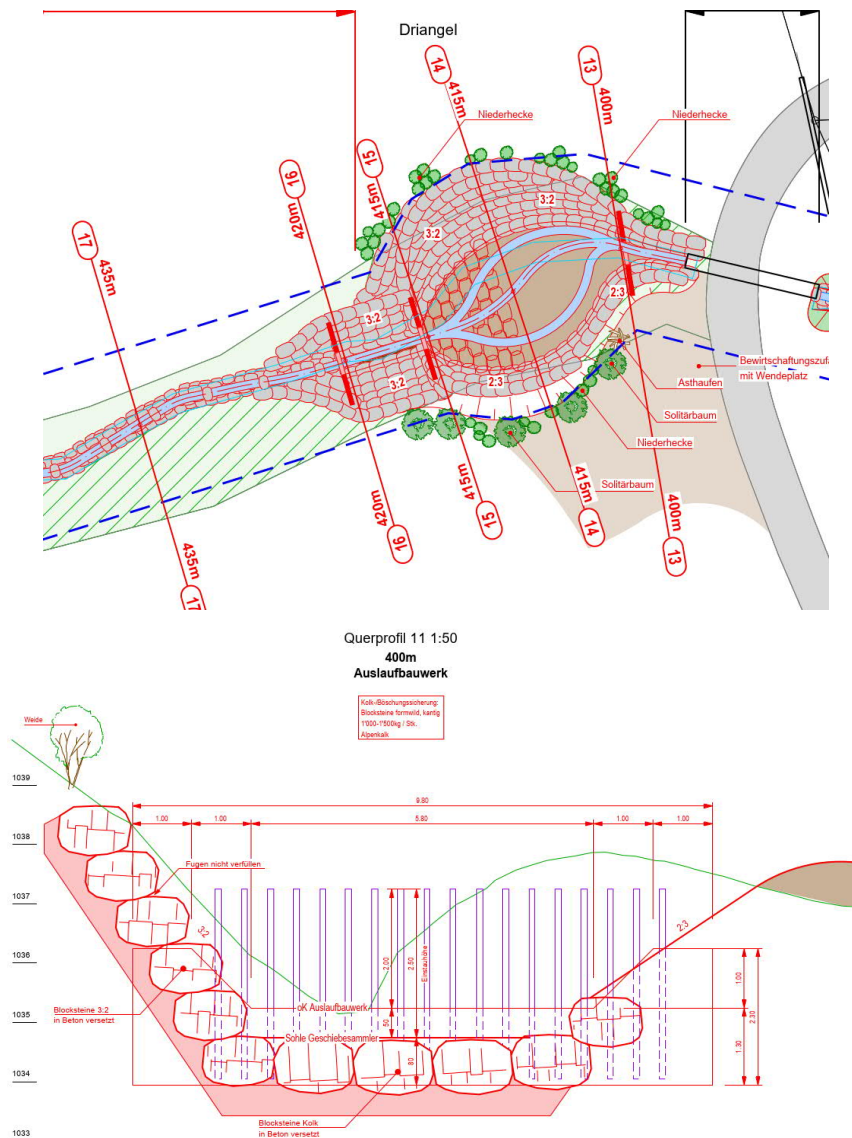 Driangel
14
415m
13
400m
Niederhecke
Niederhecke
15
415m
16
420m
17
435m
3:2
3:2
3:2
3:2
2:3
2:3
Bewirtschaftungszufa
mit Wendeplatz
Asthaufen
Solitärbaum
Niederhecke
Solitärbaum
415m
14
400m
13
415m
15
420m
16
435m
17
Querprofil 11 1:50
400m
Auslaufbauwerk
Kolk-/Böschungssicherung:
Blocksteine formwild, kantig
1'000-1'500kg / Stk.
Alpenkalk
Weide
1039
1038
1037
1036
1035
1034
1033
9.80
1.00
1.00
5.80
1.00
1.00
Fugen nicht verfüllen
3:2
2:3
2.00
2.50
Einstauhöhe
oK Auslaufbauwerk
50
Sohle Geschiebesammler
80
1.00
2.30
1.30
Blocksteine 3:2
in Beton versetzt
Blocksteine Kolk
in Beton versetzt